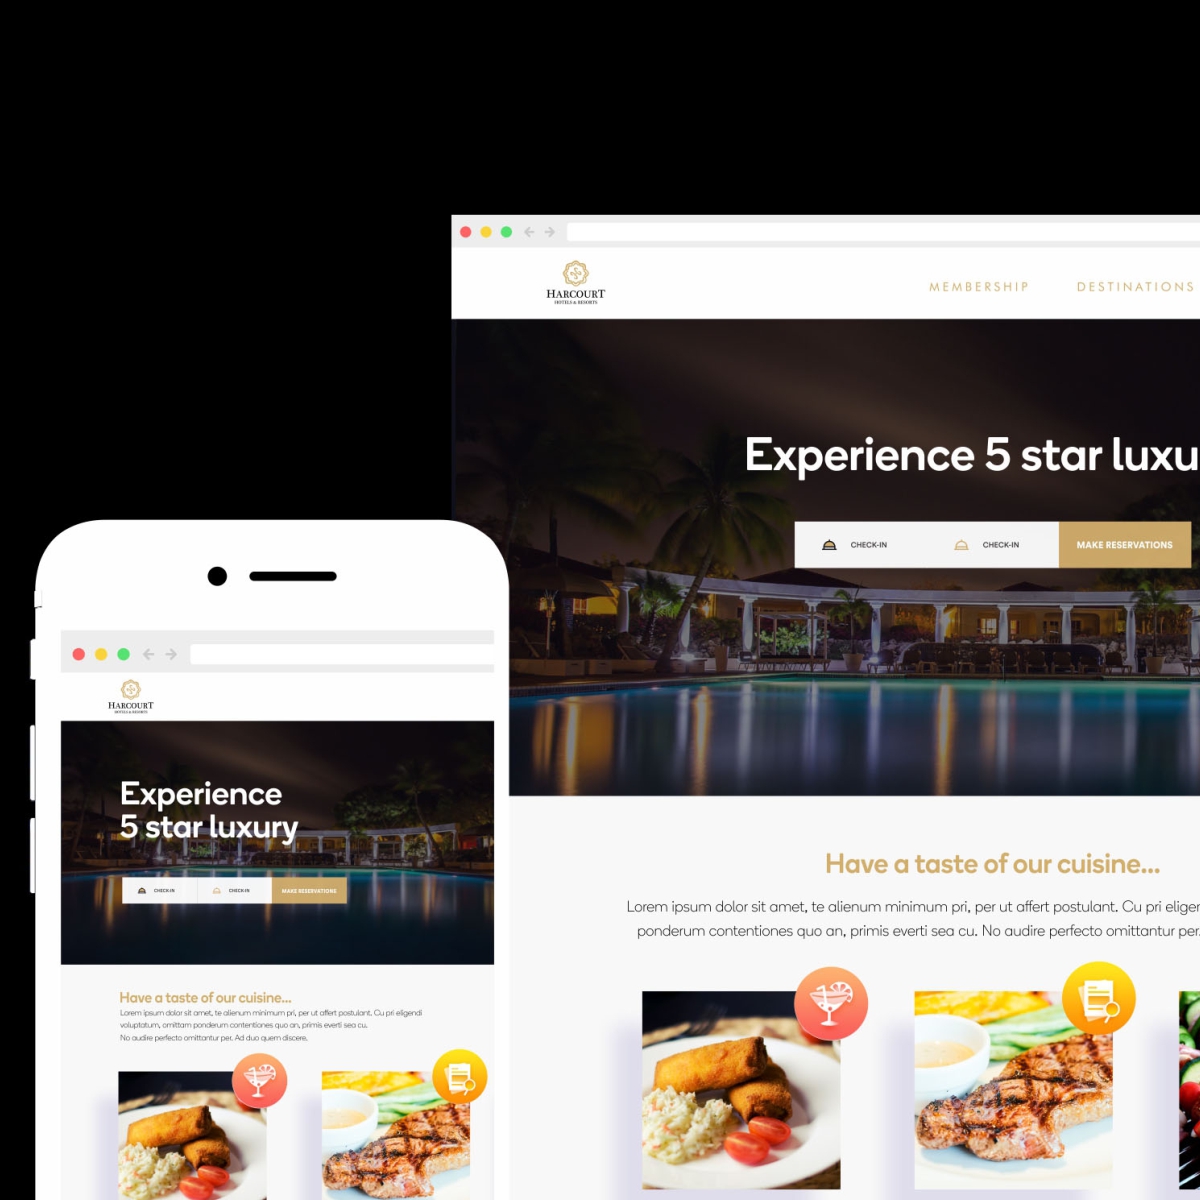 HARCOURT
HOTELS & RESORTS
MEMBERSHIP
DESTINATIONS
Experience 5 star luxu
CHECK-IN
CHECK-IN
MAKE RESERVATIONS
Have a taste of our cuisine...
Lorem ipsum dolor sit amet, te alienum minimum pri, per ut affert postulant. Cu pri eliger
ponderum contentiones quo an, primis everti sea cu. No audire perfecto omittantur per.
HARCOURT
HOTELS & RESORTS
Experience
5 star luxury
CHECK-IN
CHECK-IN
MAKE RESERVATIONS
Have a taste of our cuisine...
Lorem ipsum dolor sit amet, te alienum minimum pri, per ut affert postulant. Cu pri eligendi
voluptatum, omittam ponderum contentiones quo an, primis everti sea cu.
No audire perfecto omittantur per. Ad duo quem discere.